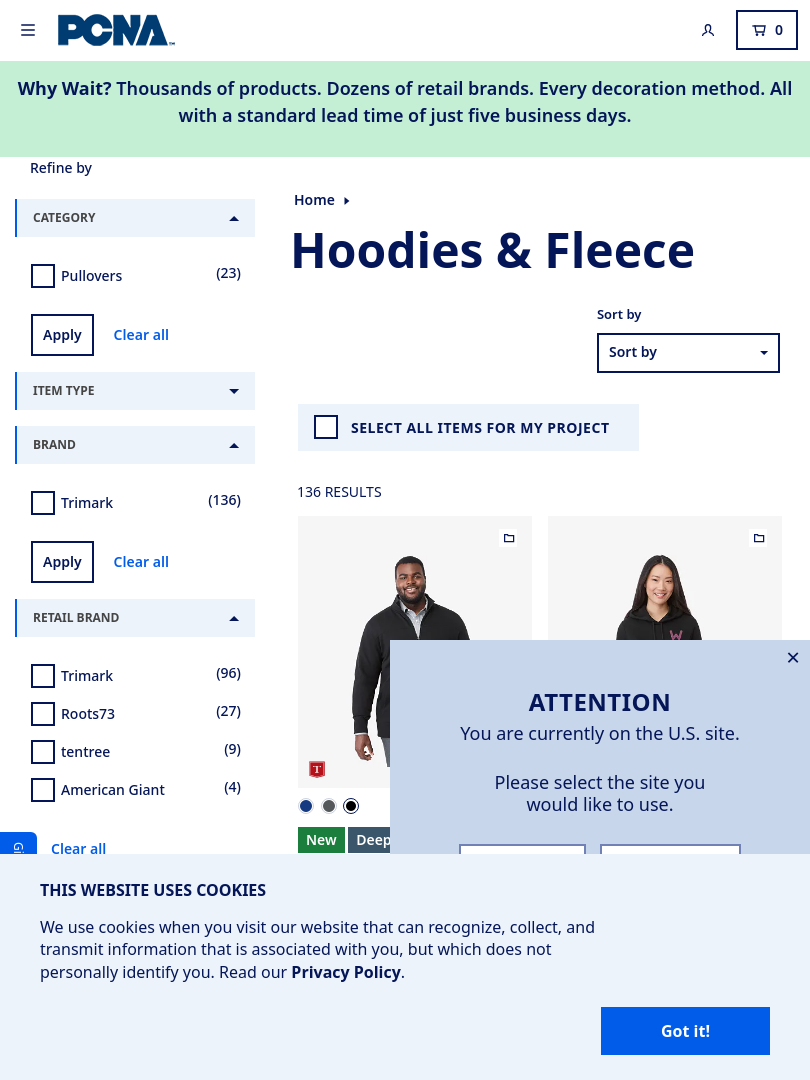 PCNA
0
Why Wait? Thousands of products. Dozens of retail brands. Every decoration method. All
with a standard lead time of just five business days.
Refine by
CATEGORY
Pullovers (23)
Apply Clear all
ITEM TYPE
BRAND
Trimark (136)
Apply Clear all
RETAIL BRAND
Trimark (96)
Roots73 (27)
tentree (9)
American Giant (4)
Clear all
Home
Hoodies & Fleece
Sort by
Sort by
SELECT ALL ITEMS FOR MY PROJECT
136 RESULTS
T
New Deep
ATTENTION
You are currently on the U.S. site.
Please select the site you
would like to use.
THIS WEBSITE USES COOKIES
We use cookies when you visit our website that can recognize, collect, and
transmit information that is associated with you, but which does not
personally identify you. Read our Privacy Policy.
Got it!